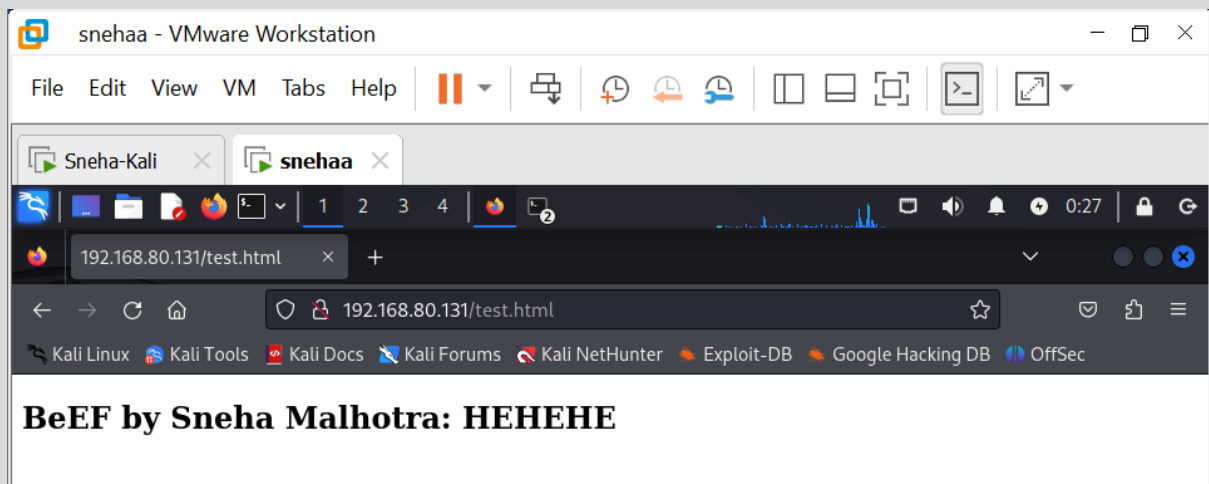 snehaa - VMware Workstation
File Edit View VM Tabs Help
Sneha-Kali snehaa
1 2 3 4 2 0:27
192.168.80.131/test.html
192.168.80.131/test.html
Kali Linux Kali Tools Kali Docs Kali Forums Kali NetHunter Exploit-DB Google Hacking DB OffSec
BeEF by Sneha Malhotra: HEHEHE